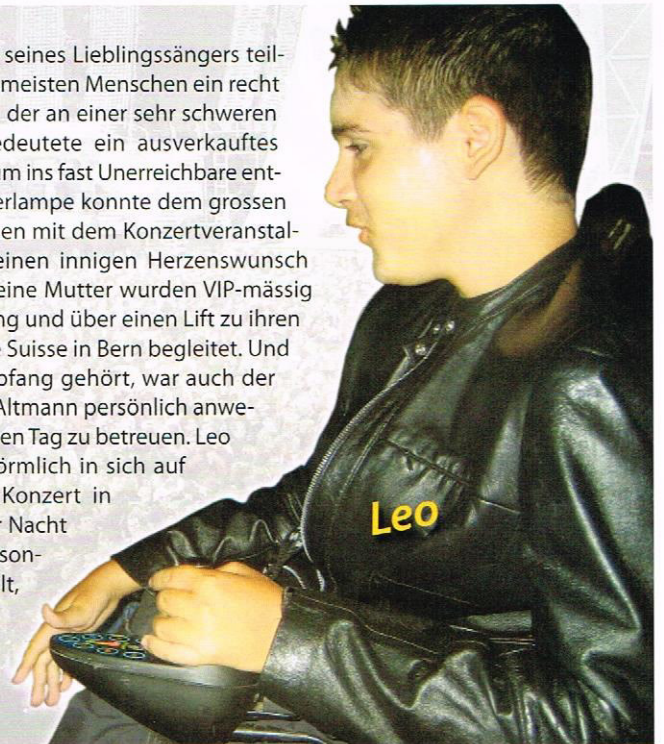 seines Lieblingssängers teil-
meisten Menschen ein recht
der an einer sehr schweren
edeutete ein ausverkauftes
um ins fast Unerreichbare ent-
erlampe konnte dem grossen
en mit dem Konzertveranstal-
einen innigen Herzenswunsch
eine Mutter wurden VIP-mässig
ng und über einen Lift zu ihren
e Suisse in Bern begleitet. Und
pfang gehört, war auch der
Altmann persönlich anwe-
en Tag zu betreuen. Leo
örmlich in sich auf
Konzert in
r Nacht
son-
lt,
Leo